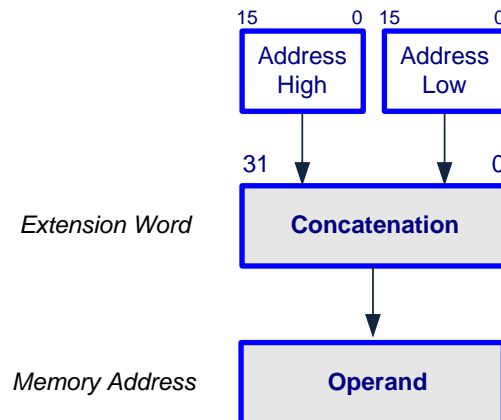 15 0 15 0
Address
High
Address
Low
31 0
Extension Word
Concatenation
Memory Address
Operand